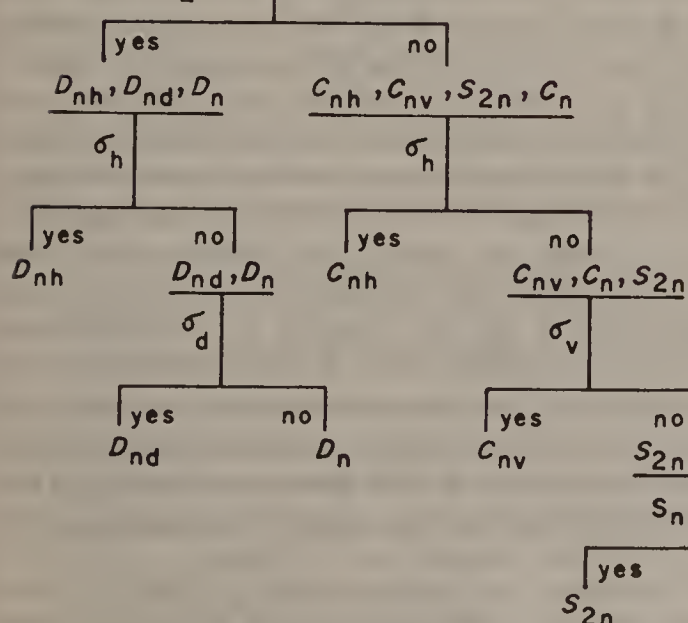 yes no
D_nh, D_nd, D_n C_nh, C_nv, S_2n, C_n
σ_h σ_h
yes no yes no
D_nh D_nd, D_n C_nh C_nv, C_n, S_2n
σ_d σ_v
yes no yes no
D_nd D_n C_nv S_2n
S_n
yes
S_2n